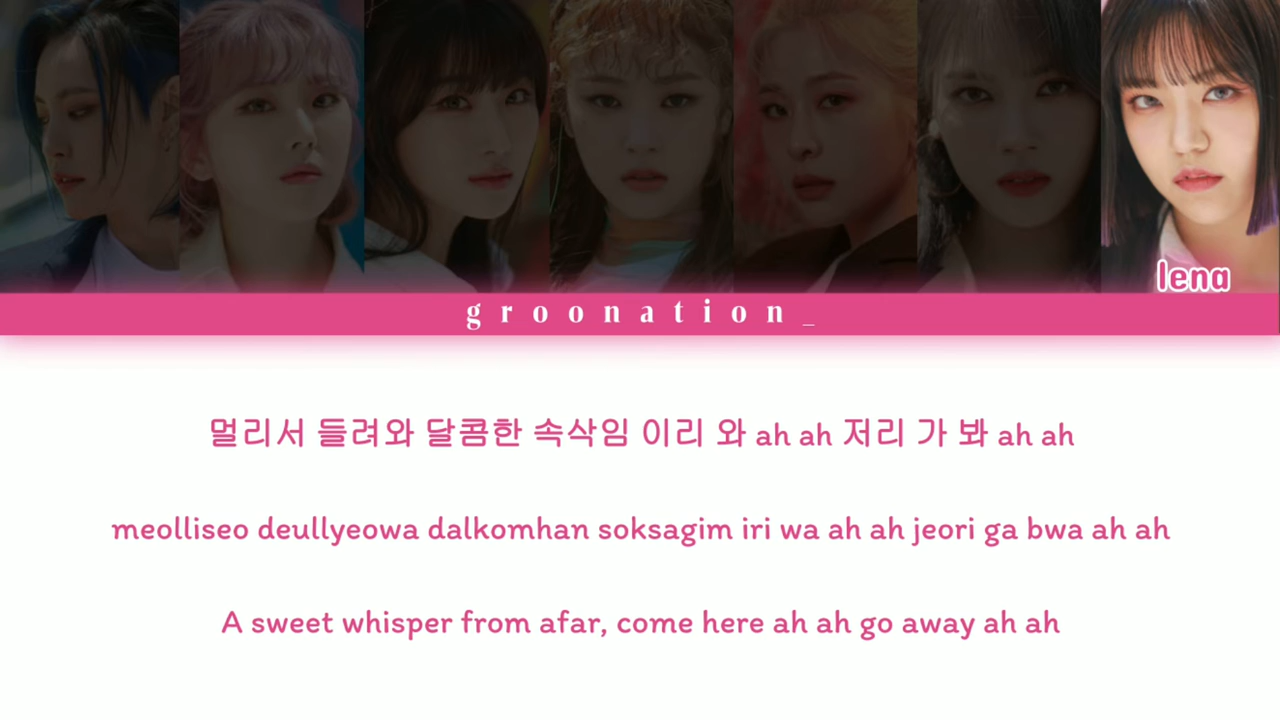 lena
groonation_
멀리서 들려와 달콤한 속삭임 이리 와 ah ah 저리 가 봐 ah ah
meolliseo deullyeowa dalkomhan soksagim iri wa ah ah jeori ga bwa ah ah
A sweet whisper from afar, come here ah ah go away ah ah